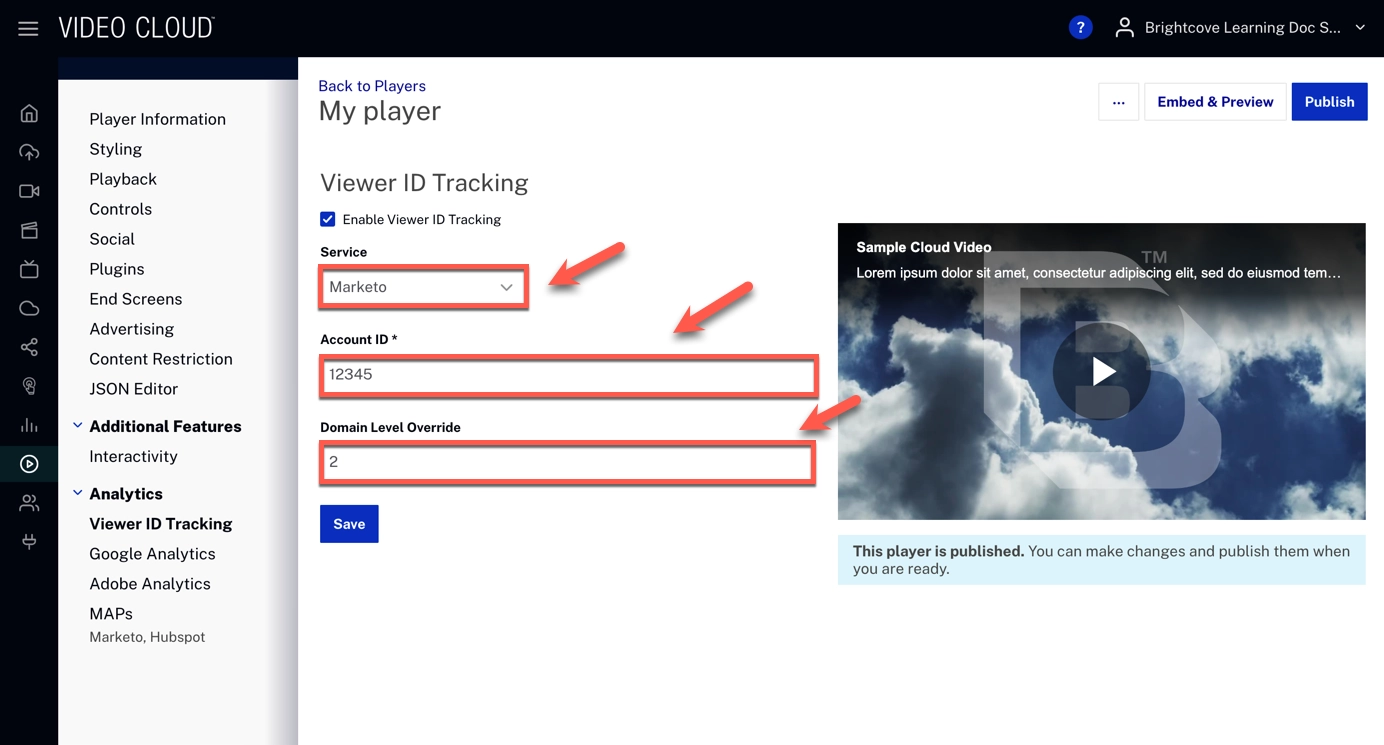 VIDEO CLOUD™
?
Brightcove Learning Doc S...
Back to Players
My player
...
Embed & Preview
Publish
Player Information
Styling
Playback
Controls
Social
Plugins
End Screens
Advertising
Content Restriction
JSON Editor
Additional Features
Interactivity
Analytics
Viewer ID Tracking
Google Analytics
Adobe Analytics
MAPs
Marketo, Hubspot
Viewer ID Tracking
Enable Viewer ID Tracking
Service
Marketo
Account ID *
12345
Domain Level Override
2
Save
Sample Cloud Video
Lorem ipsum dolor sit amet, consectetur adipiscing elit, sed do eiusmod tem...
B
TM
This player is published. You can make changes and publish them when
you are ready.